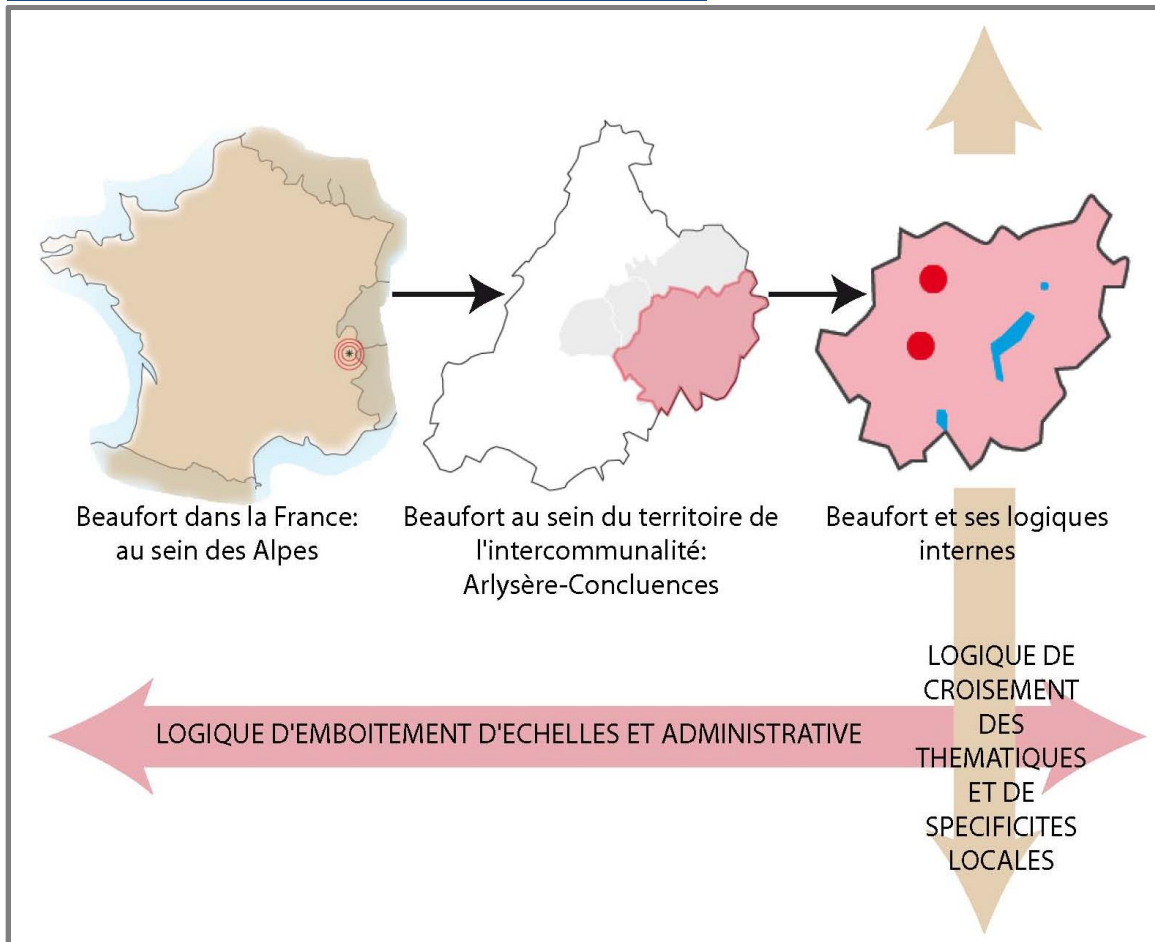 Beaufort dans la France:
au sein des Alpes
Beaufort au sein du territoire de
l'intercommunalité:
Arlysère-Concluences
Beaufort et ses logiques
internes
LOGIQUE D'EMBOITEMENT D'ECHELLES ET ADMINISTRATIVE
LOGIQUE DE
CROISEMENT
DES
THEMATIQUES
ET DE
SPECIFICITES
LOCALES